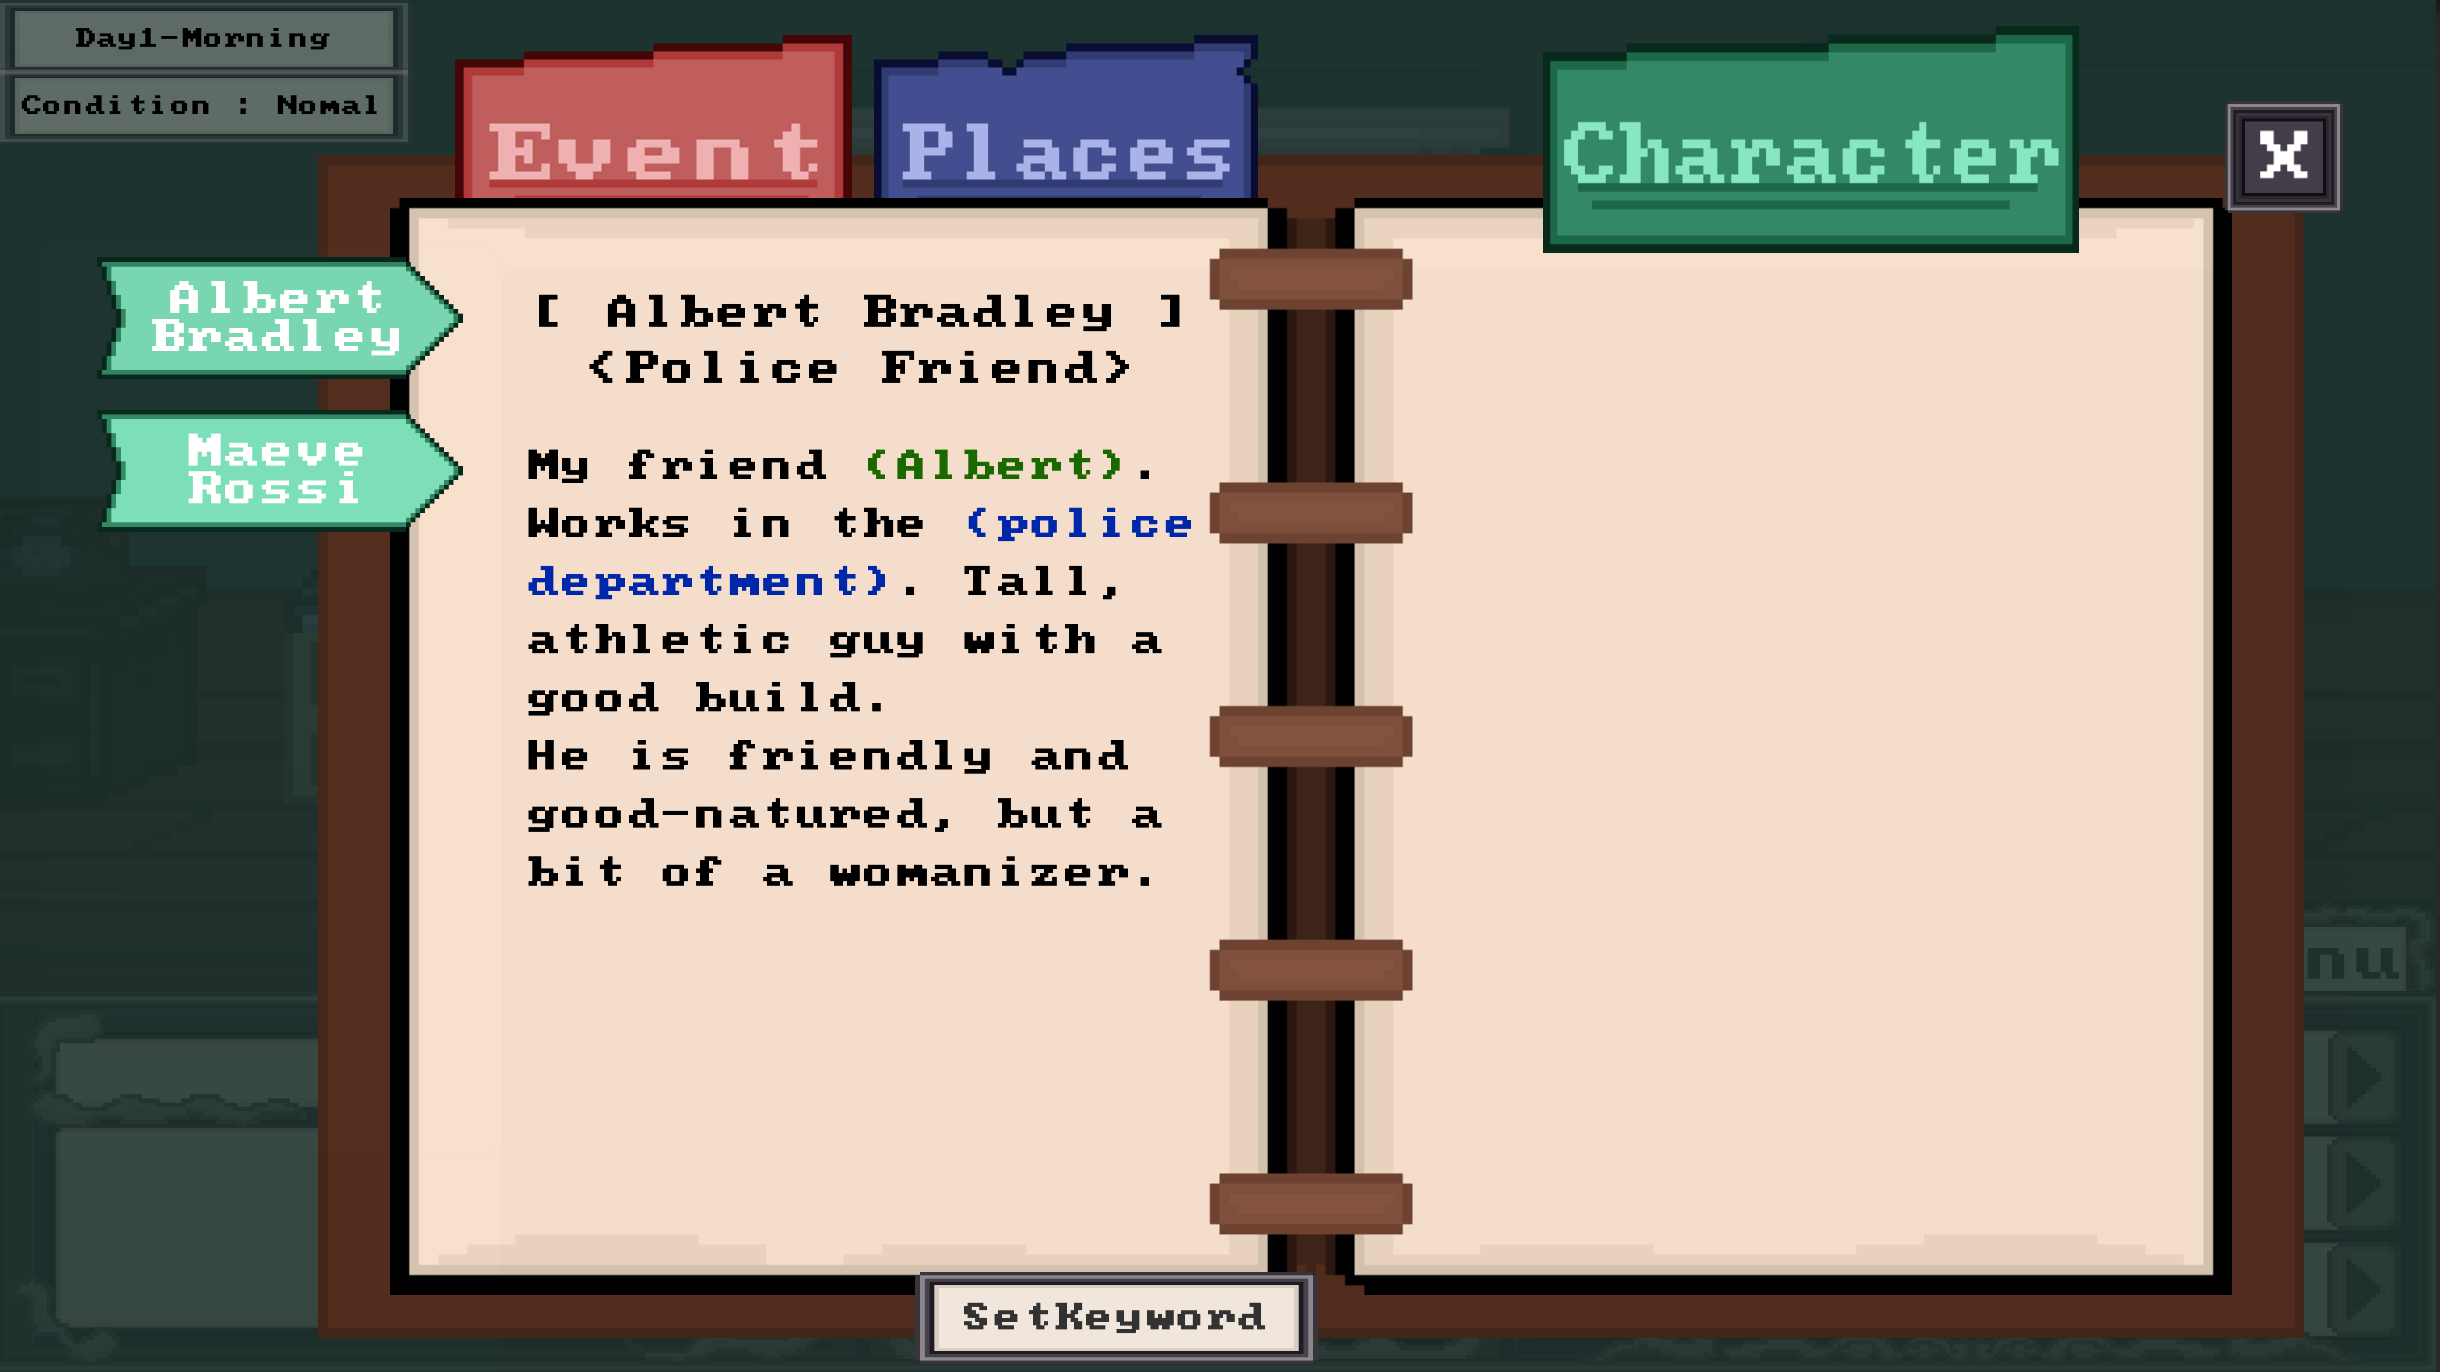 Day1-Morning
Condition : Nomal
Event
Places
Character
X
Albert
Bradley
Maeve
Rossi
[ Albert Bradley ]
<Police Friend>
My friend (Albert).
Works in the (police
department). Tall,
athletic guy with a
good build.
He is friendly and
good-natured, but a
bit of a womanizer.
nu
SetKeyword